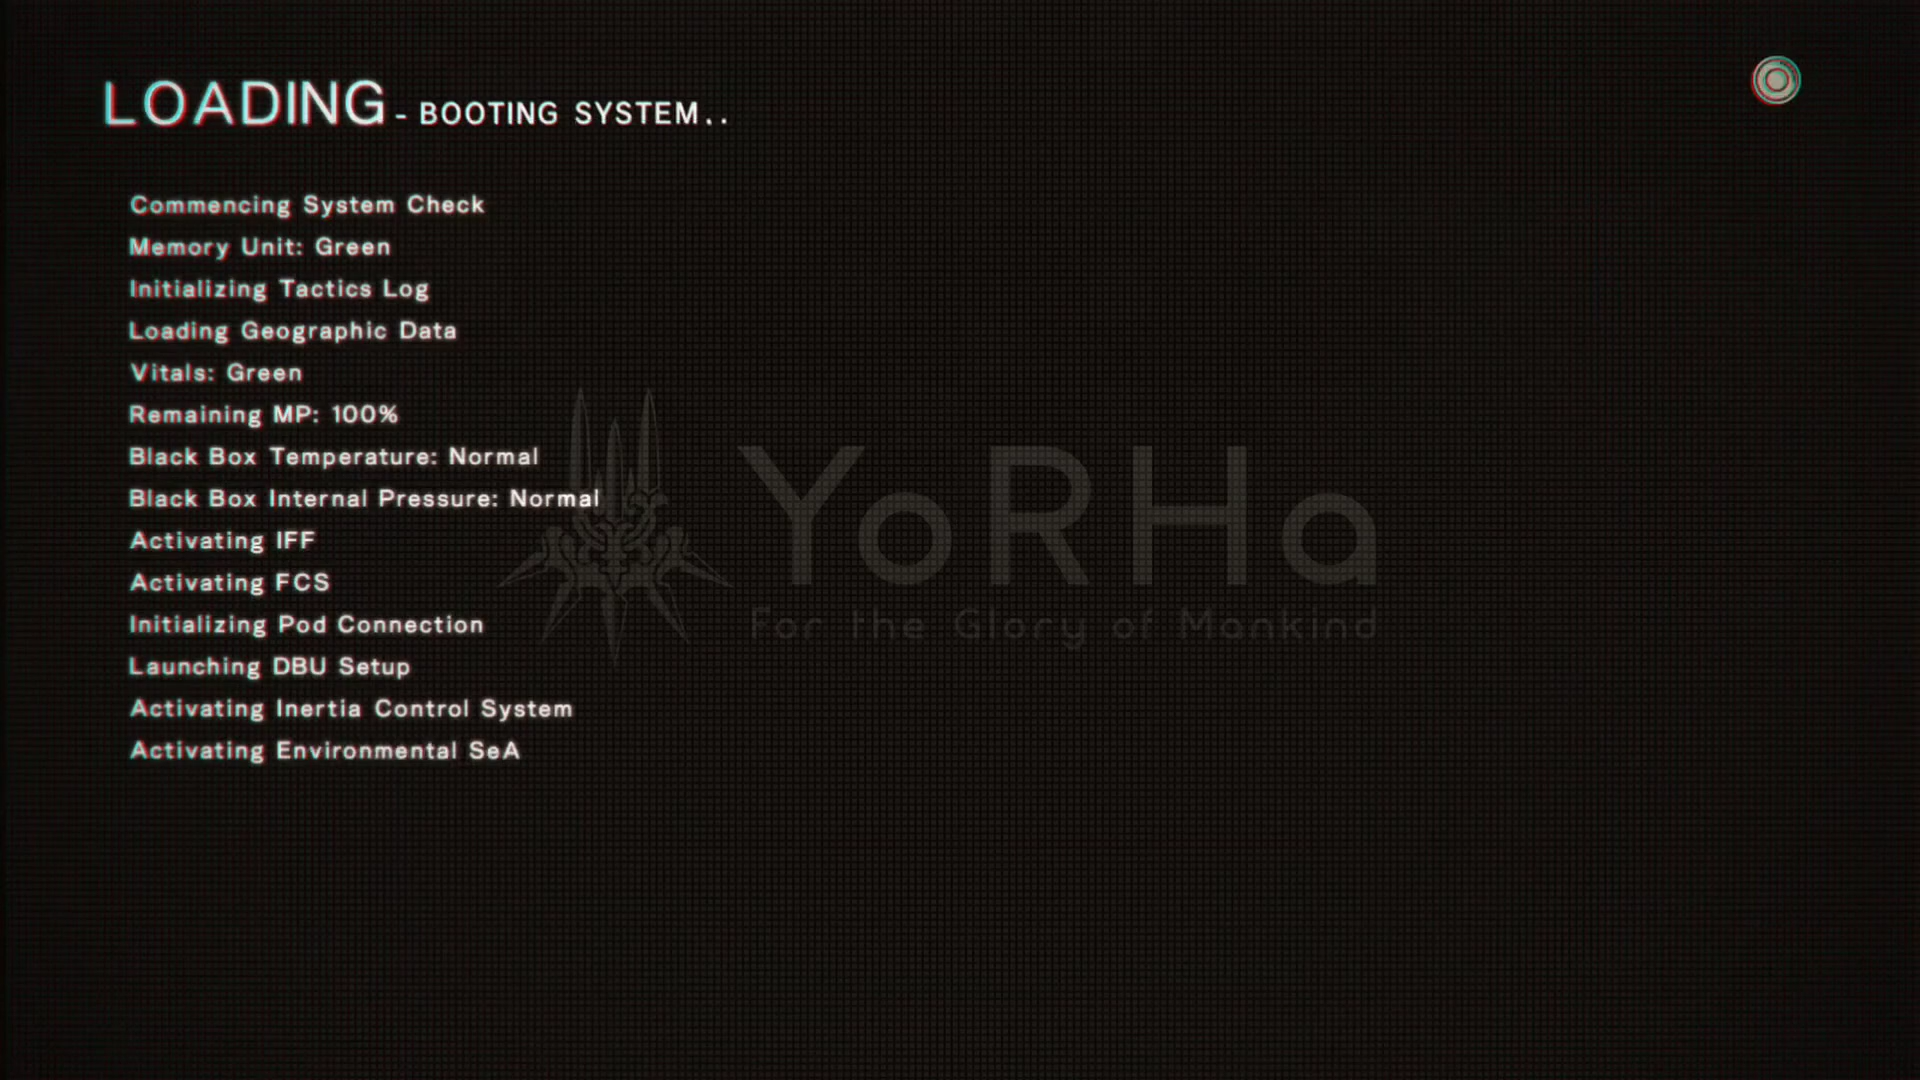 LOADING - BOOTING SYSTEM..
Commencing System Check
Memory Unit: Green
Initializing Tactics Log
Loading Geographic Data
Vitals: Green
Remaining MP: 100%
Black Box Temperature: Normal
Black Box Internal Pressure: Normal
Activating IFF
Activating FCS
Initializing Pod Connection
Launching DBU Setup
Activating Inertia Control System
Activating Environmental SeA
YoRHa
For the Glory of Mankind